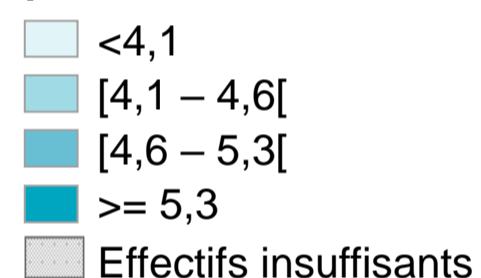 <4,1
[4,1 – 4,6[
[4,6 – 5,3[
>= 5,3
Effectifs insuffisants